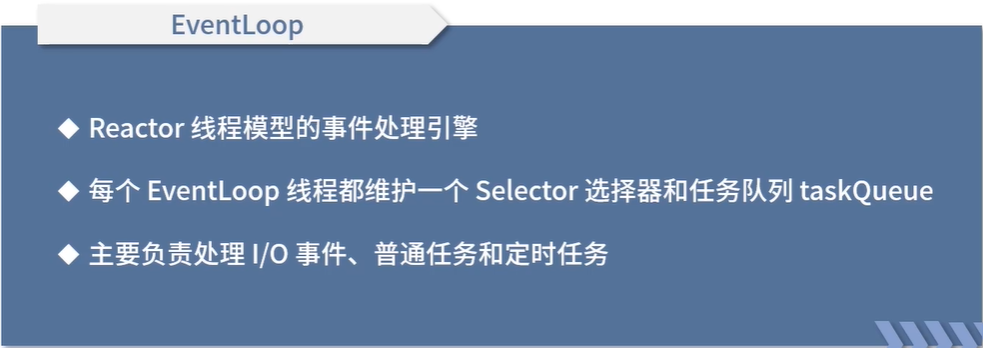 EventLoop
◆ Reactor 线程模型的事件处理引擎
◆ 每个 EventLoop 线程都维护一个 Selector 选择器和任务队列 taskQueue
◆ 主要负责处理 I/O 事件、普通任务和定时任务